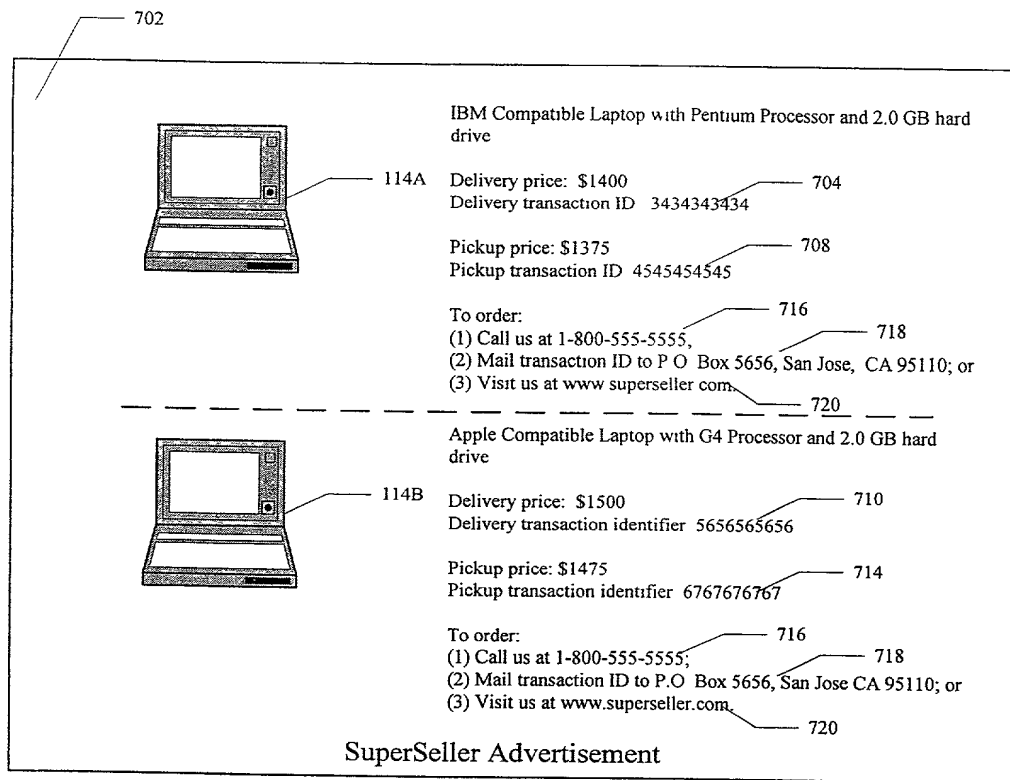 702
IBM Compatible Laptop with Pentium Processor and 2.0 GB hard
drive
114A
Delivery price: $1400
704
Delivery transaction ID 3434343434
Pickup price: $1375
708
Pickup transaction ID 4545454545
To order:
716
(1) Call us at 1-800-555-5555,
718
(2) Mail transaction ID to P O Box 5656, San Jose, CA 95110; or
(3) Visit us at www superseller com.
720
Apple Compatible Laptop with G4 Processor and 2.0 GB hard
drive
114B
Delivery price: $1500
710
Delivery transaction identifier 5656565656
Pickup price: $1475
714
Pickup transaction identifier 6767676767
To order:
716
(1) Call us at 1-800-555-5555;
718
(2) Mail transaction ID to P.O Box 5656, San Jose CA 95110; or
(3) Visit us at www.superseller.com.
720
SuperSeller Advertisement